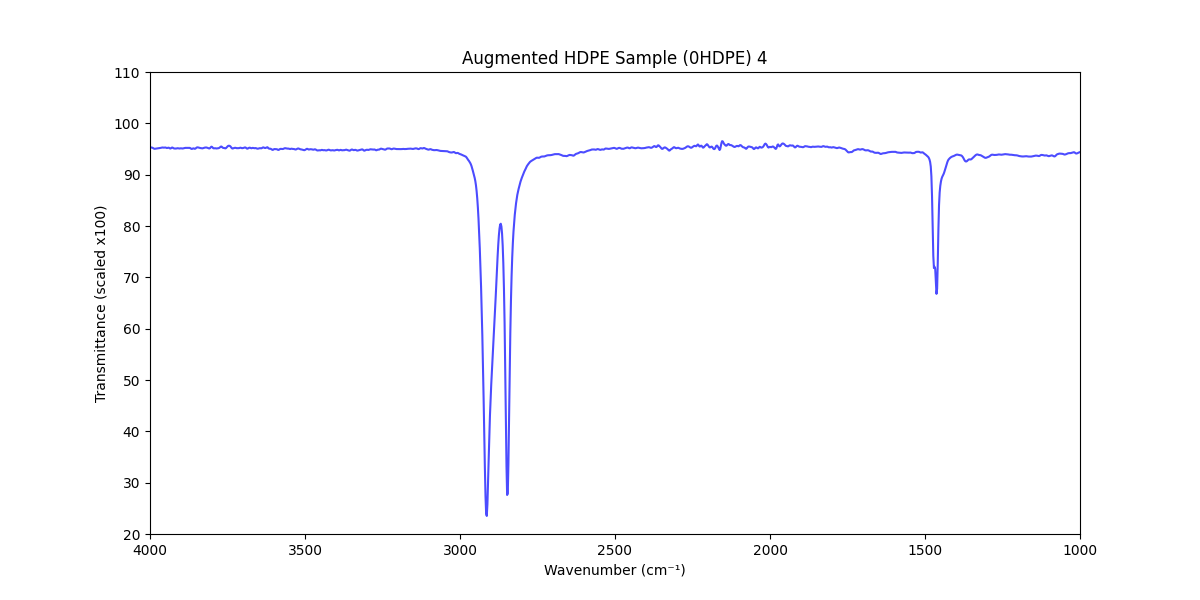 Augmented HDPE Sample (0HDPE) 4
110
100
90
80
70
60
50
40
30
20
Transmittance (scaled x100)
4000 3500 3000 2500 2000 1500 1000
Wavenumber (cm⁻¹)